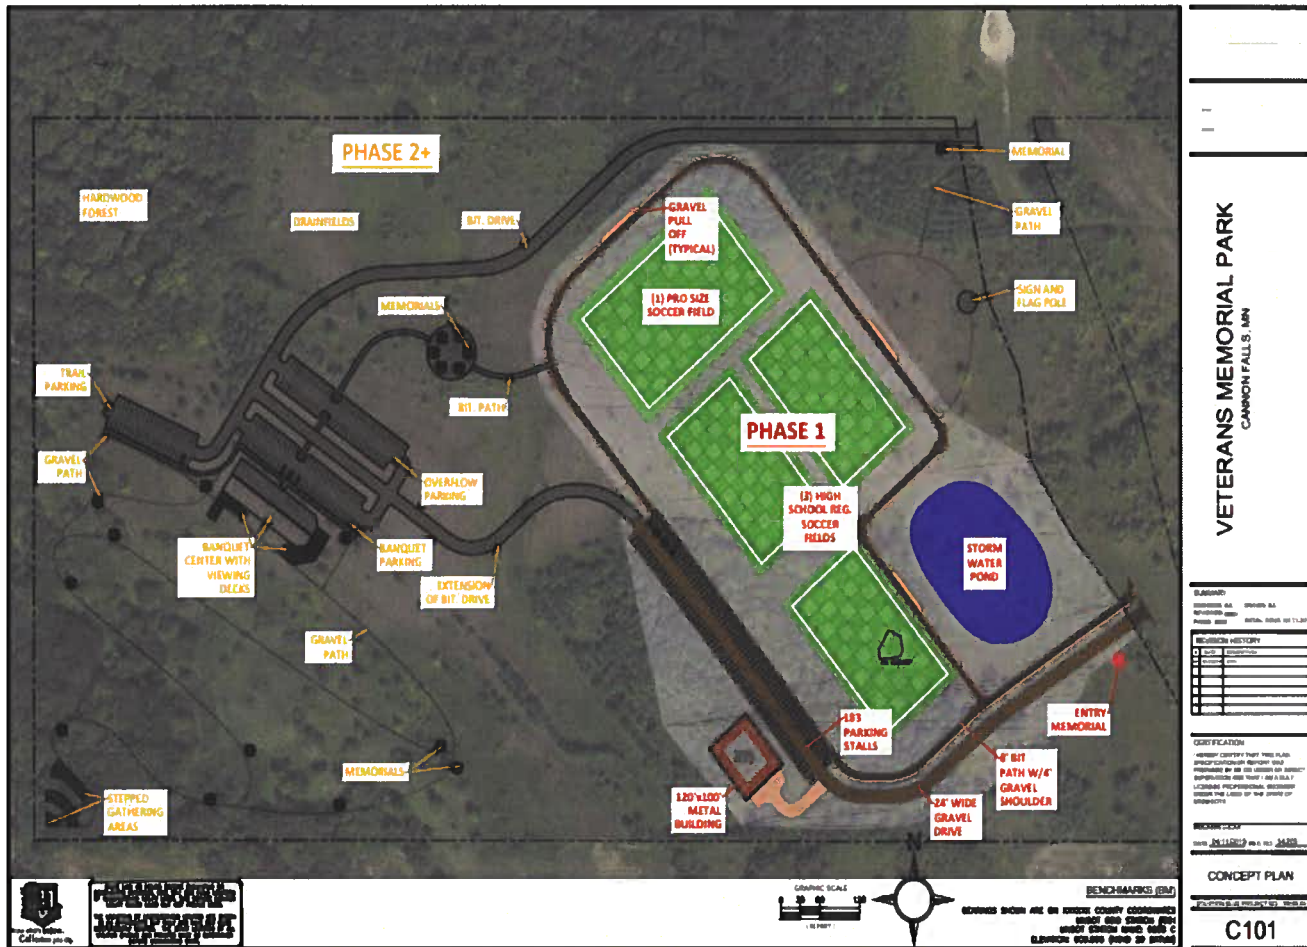 PHASE 2+
HARDWOOD
FOREST
DRAINFIELDS
BIT. DRIVE
GRAVEL
PULL
OFF
(TYPICAL)
MEMORIAL
GRAVEL
PATH
SIGN AND
FLAG POLE
(1) PRO SIZE
SOCCER FIELD
MEMORIALS
TRAIL
PARKING
BIT. PATH
PHASE 1
GRAVEL
PATH
OVERFLOW
PARKING
(2) HIGH
SCHOOL REG.
SOCCER
FIELDS
BANQUET
CENTER WITH
VIEWING
DECKS
BANQUET
PARKING
STORM
WATER
POND
EXTENSION
OF BIT. DRIVE
GRAVEL
PATH
183
PARKING
STALLS
ENTRY
MEMORIAL
MEMORIALS
8' BIT
PATH W/4'
GRAVEL
SHOULDER
STEPPED
GATHERING
AREAS
120'x100'
METAL
BUILDING
24' WIDE
GRAVEL
DRIVE
N
GRAPHIC SCALE
BENCHMARKS (BM)
VETERANS MEMORIAL PARK
CANNON FALLS, MN
SUMMARY
REVISION HISTORY
CERTIFICATION
CONCEPT PLAN
C101